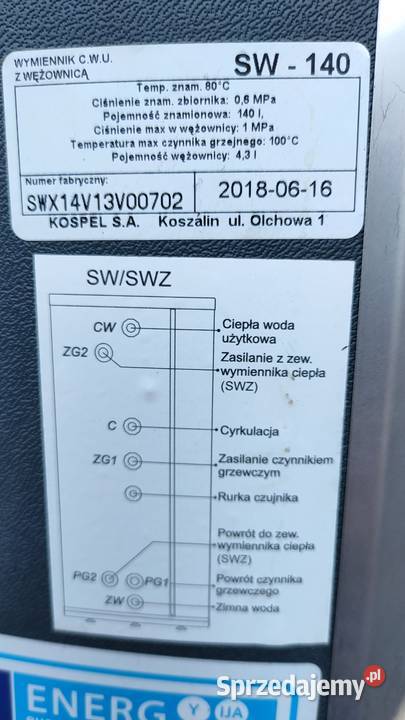 WYMIENNIK C.W.U. SW - 140
Z WĘŻOWNICĄ
Temp. znam. 80°C
Ciśnienie znam. zbiornika: 0,6 MPa
Pojemność znamionowa: 140 l,
Ciśnienie max w wężownicy: 1 MPa
Temperatura max czynnika grzejnego: 100°C
Pojemność wężownicy: 4,3 l
Numer fabryczny:
SWX14V13V00702 2018-06-16
KOSPEL S.A. Koszalin ul. Olchowa 1
SW/SWZ
CW Ciepła woda
użytkowa
ZG2 Zasilanie z zew.
wymiennika ciepła
(SWZ)
C Cyrkulacja
ZG1 Zasilanie czynnikiem
grzewczym
Rurka czujnika
Powrót do zew.
wymiennika ciepła
(SWZ)
PG2 PG1 Powrót czynnika
grzewczego
ZW Zimna woda
ENERG Y IJA
Sprzedajemy.pl